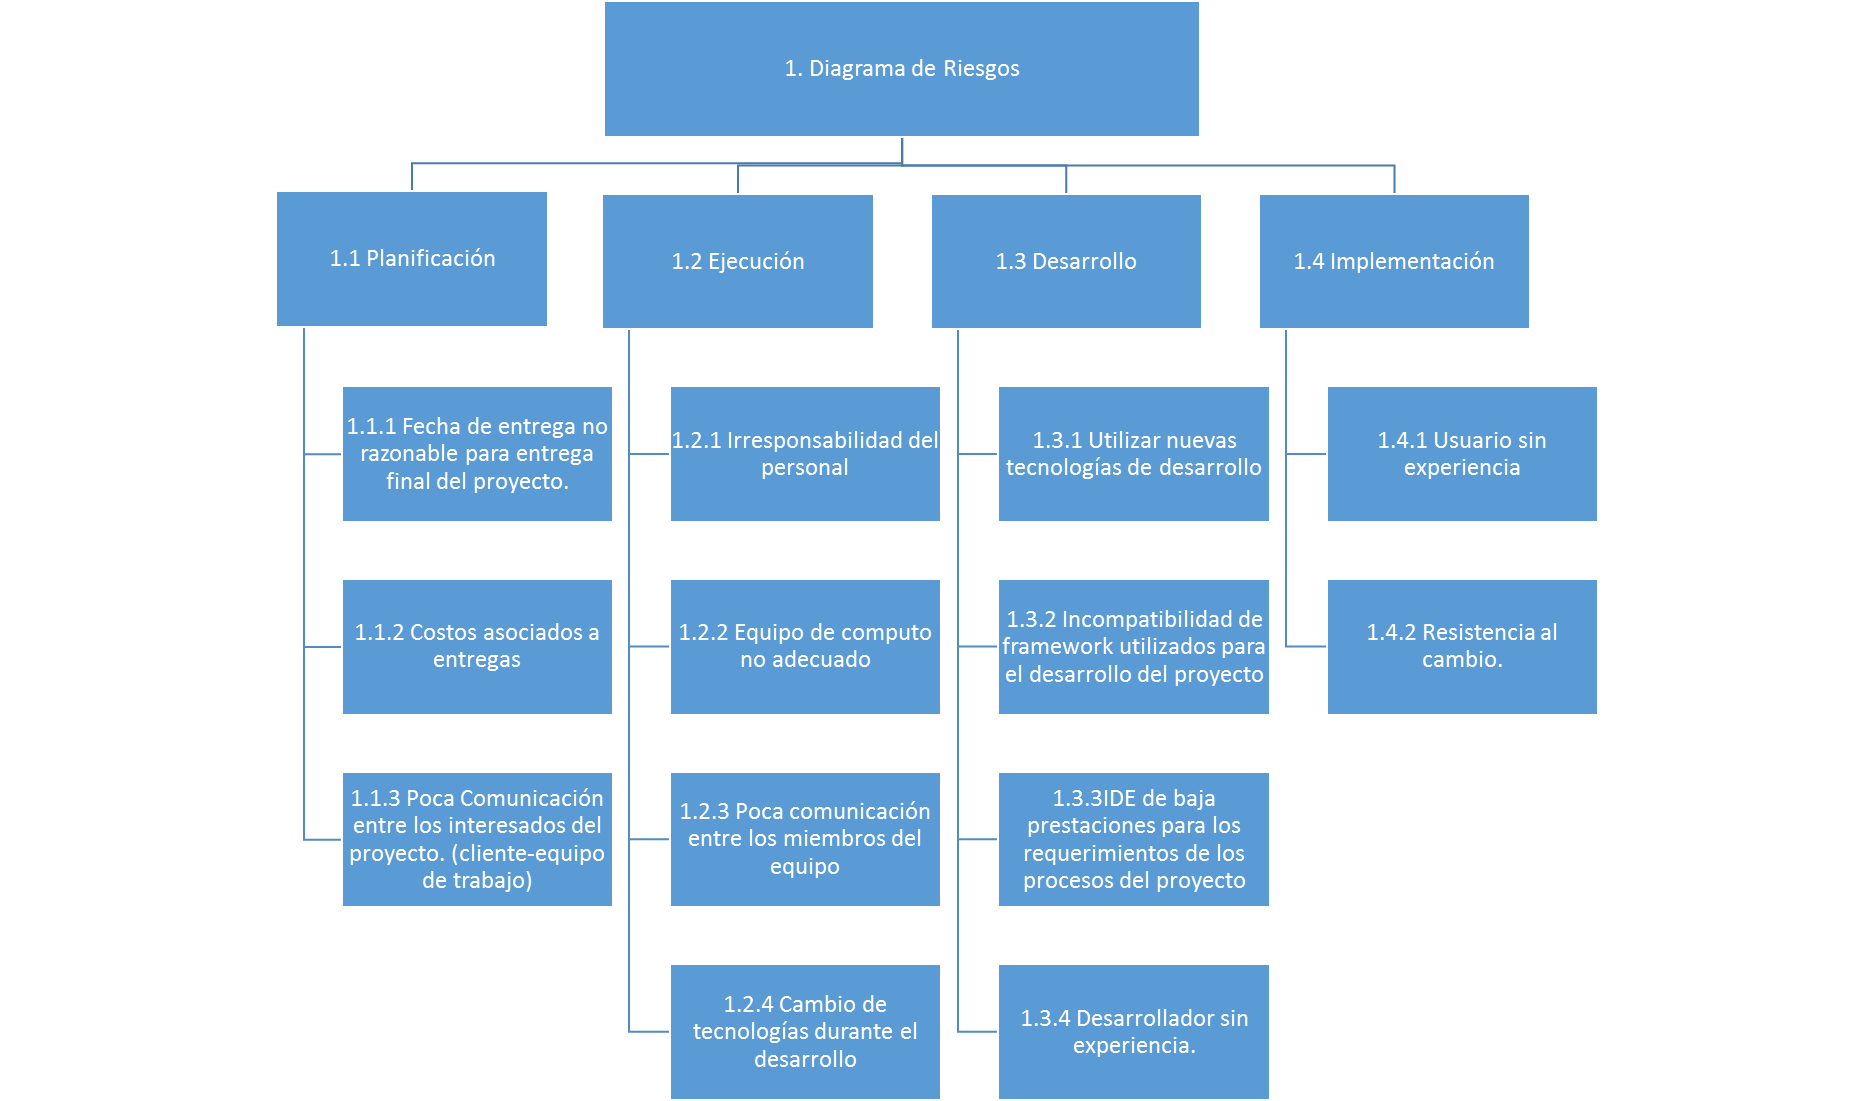 1. Diagrama de Riesgos
1.1 Planificación
1.2 Ejecución
1.3 Desarrollo
1.4 Implementación
1.1.1 Fecha de entrega no
razonable para entrega
final del proyecto.
1.1.2 Costos asociados a
entregas
1.1.3 Poca Comunicación
entre los interesados del
proyecto. (cliente-equipo
de trabajo)
1.2.1 Irresponsabilidad del
personal
1.2.2 Equipo de computo
no adecuado
1.2.3 Poca comunicación
entre los miembros del
equipo
1.2.4 Cambio de
tecnologías durante el
desarrollo
1.3.1 Utilizar nuevas
tecnologías de desarrollo
1.3.2 Incompatibilidad de
framework utilizados para
el desarrollo del proyecto
1.3.3IDE de baja
prestaciones para los
requerimientos de los
procesos del proyecto
1.3.4 Desarrollador sin
experiencia.
1.4.1 Usuario sin
experiencia
1.4.2 Resistencia al
cambio.